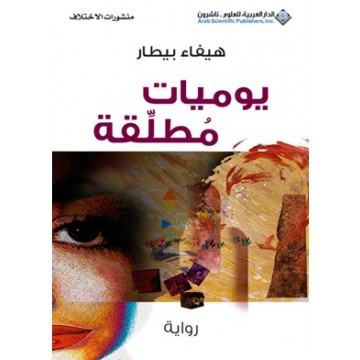 الدار العربية للعلوم ـ ناشرون
Arab Scientific Publishers, Inc.
منشورات الاختلاف
هيفاء بيطار
يوميات
مُطلِّقة
رواية